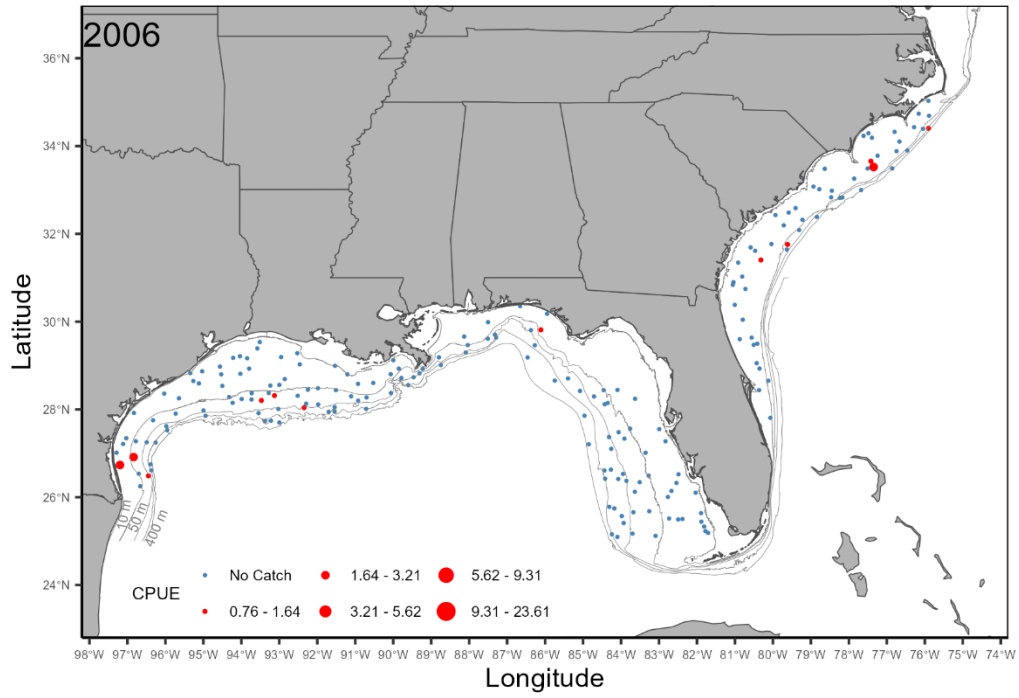 2006
36°N
34°N
32°N
30°N
28°N
26°N
24°N
Latitude
10 m
50 m
400 m
CPUE
No Catch
1.64 - 3.21
5.62 - 9.31
0.76 - 1.64
3.21 - 5.62
9.31 - 23.61
98°W 97°W 96°W 95°W 94°W 93°W 92°W 91°W 90°W 89°W 88°W 87°W 86°W 85°W 84°W 83°W 82°W 81°W 80°W 79°W 78°W 77°W 76°W 75°W 74°W
Longitude